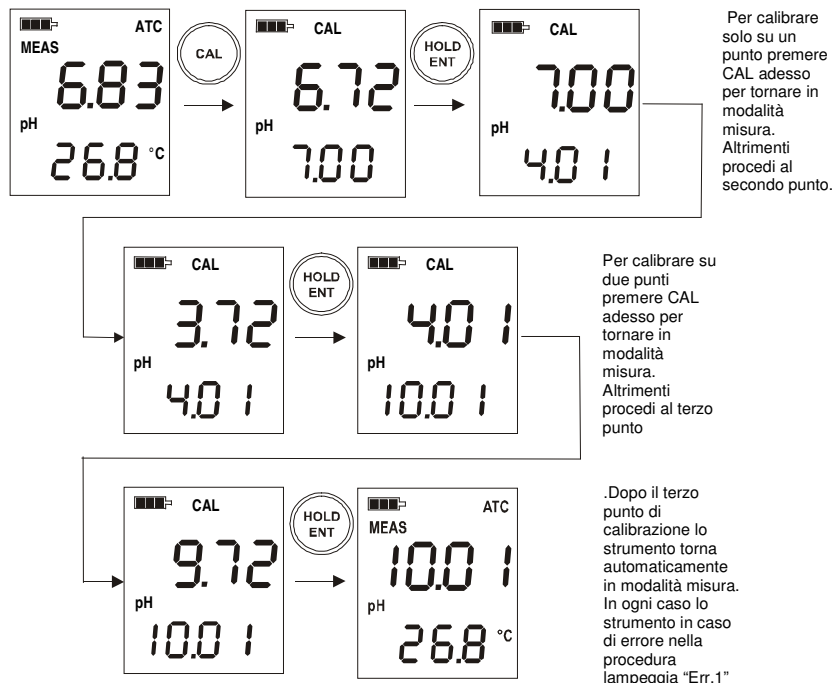 ATC
MEAS
6.83
pH
26.8 °C
CAL
CAL
6.72
pH
7.00
HOLD
ENT
CAL
7.00
pH
4.01
Per calibrare
solo su un
punto premere
CAL adesso
per tornare in
modalità
misura.
Altrimenti
procedi al
secondo punto.
CAL
3.72
pH
4.01
HOLD
ENT
CAL
4.01
pH
10.01
Per calibrare su
due punti
premere CAL
adesso per
tornare in
modalità
misura.
Altrimenti
procedi al terzo
punto
CAL
9.72
pH
10.01
HOLD
ENT
ATC
MEAS
10.01
pH
26.8 °C
.Dopo il terzo
punto di
calibrazione lo
strumento torna
automaticamente
in modalità misura.
In ogni caso lo
strumento in caso
di errore nella
procedura
lampeggia “Err.1”